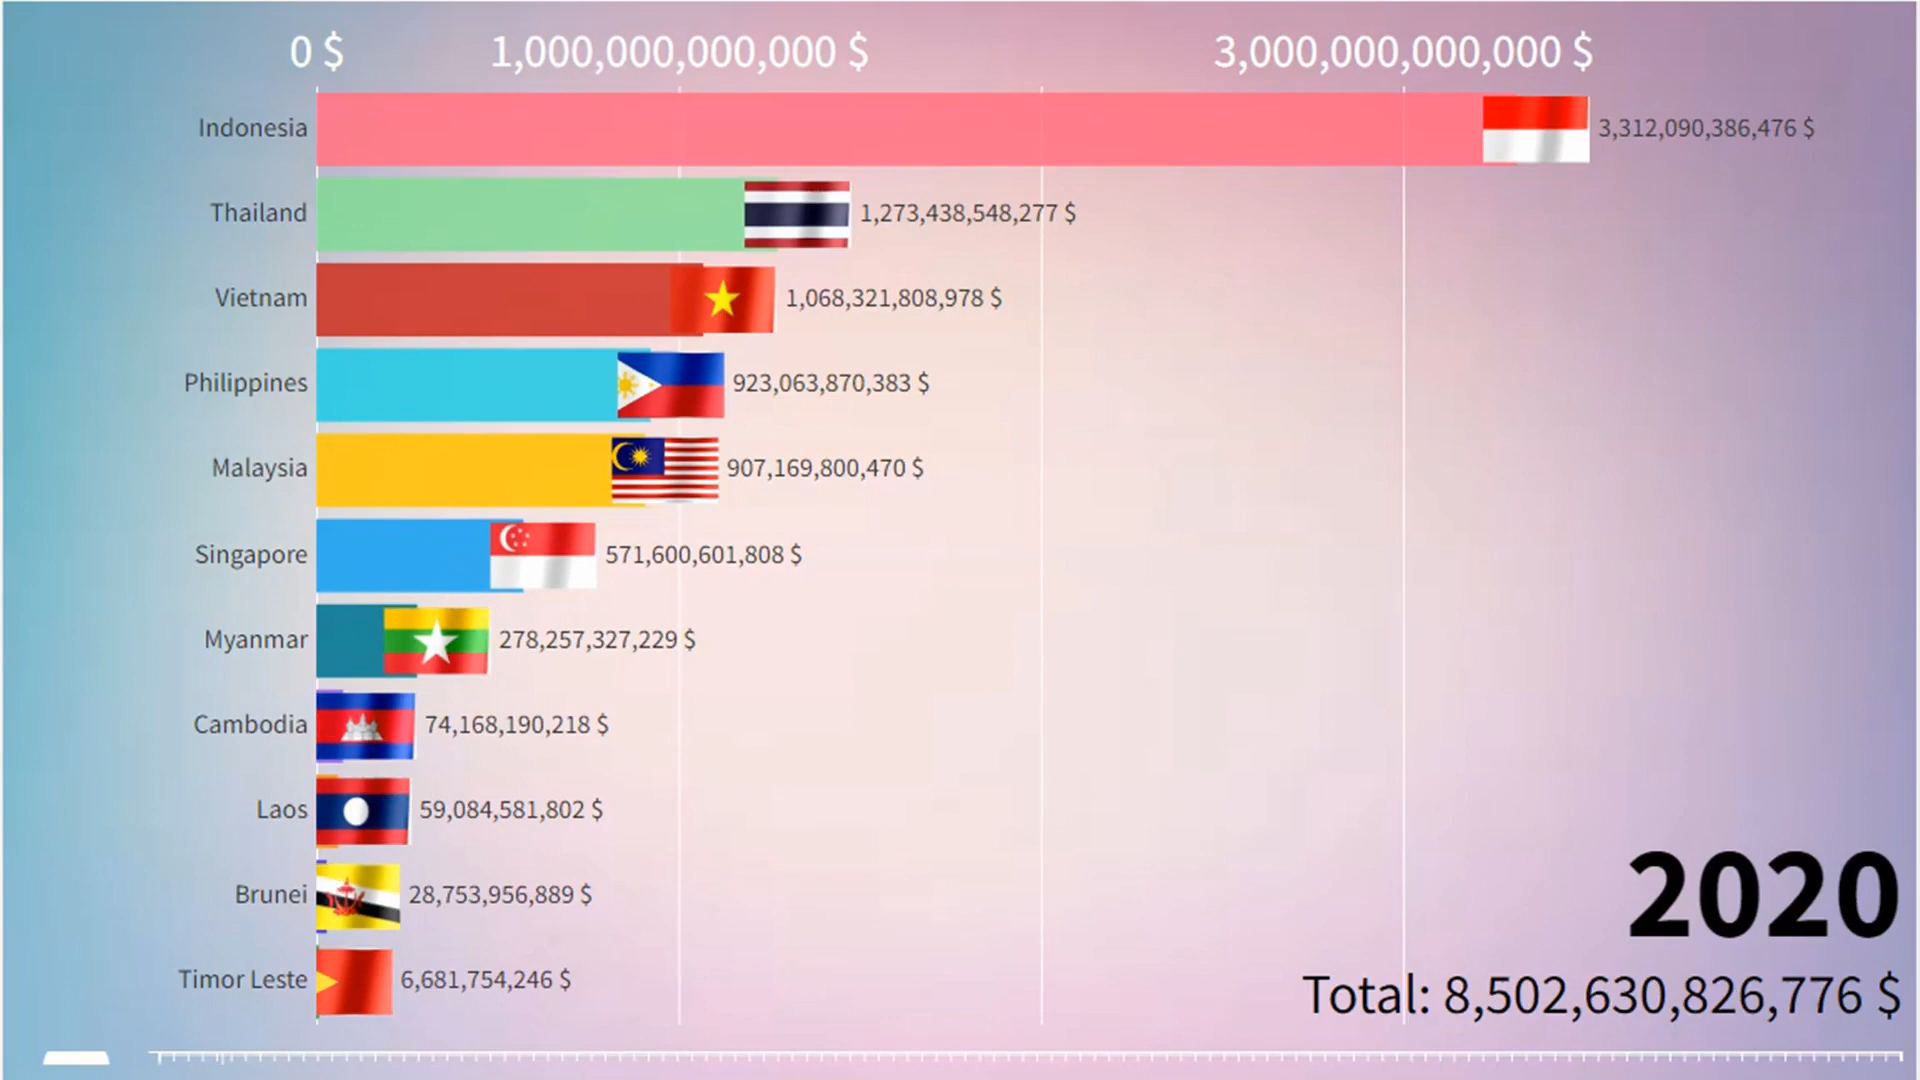 0 $ 1,000,000,000,000 $ 3,000,000,000,000 $
Indonesia 3,312,090,386,476 $
Thailand 1,273,438,548,277 $
Vietnam 1,068,321,808,978 $
Philippines 923,063,870,383 $
Malaysia 907,169,800,470 $
Singapore 571,600,601,808 $
Myanmar 278,257,327,229 $
Cambodia 74,168,190,218 $
Laos 59,084,581,802 $
Brunei 28,753,956,889 $
Timor Leste 6,681,754,246 $
2020
Total: 8,502,630,826,776 $